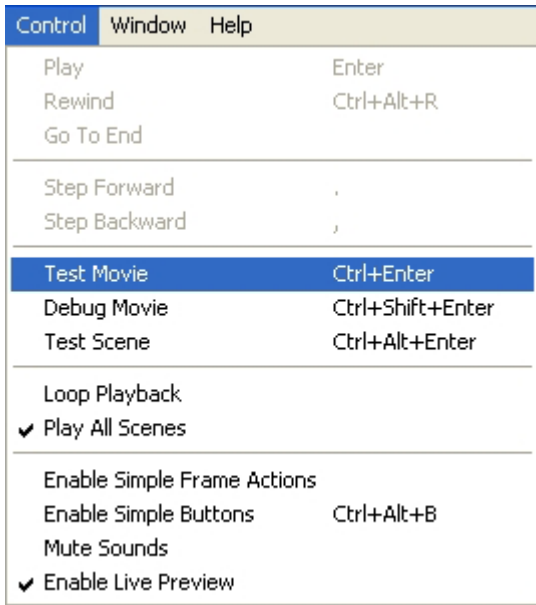 Control Window Help
Play Enter
Rewind Ctrl+Alt+R
Go To End
Step Forward .
Step Backward ,
Test Movie Ctrl+Enter
Debug Movie Ctrl+Shift+Enter
Test Scene Ctrl+Alt+Enter
Loop Playback
✔ Play All Scenes
Enable Simple Frame Actions
Enable Simple Buttons Ctrl+Alt+B
Mute Sounds
✔ Enable Live Preview